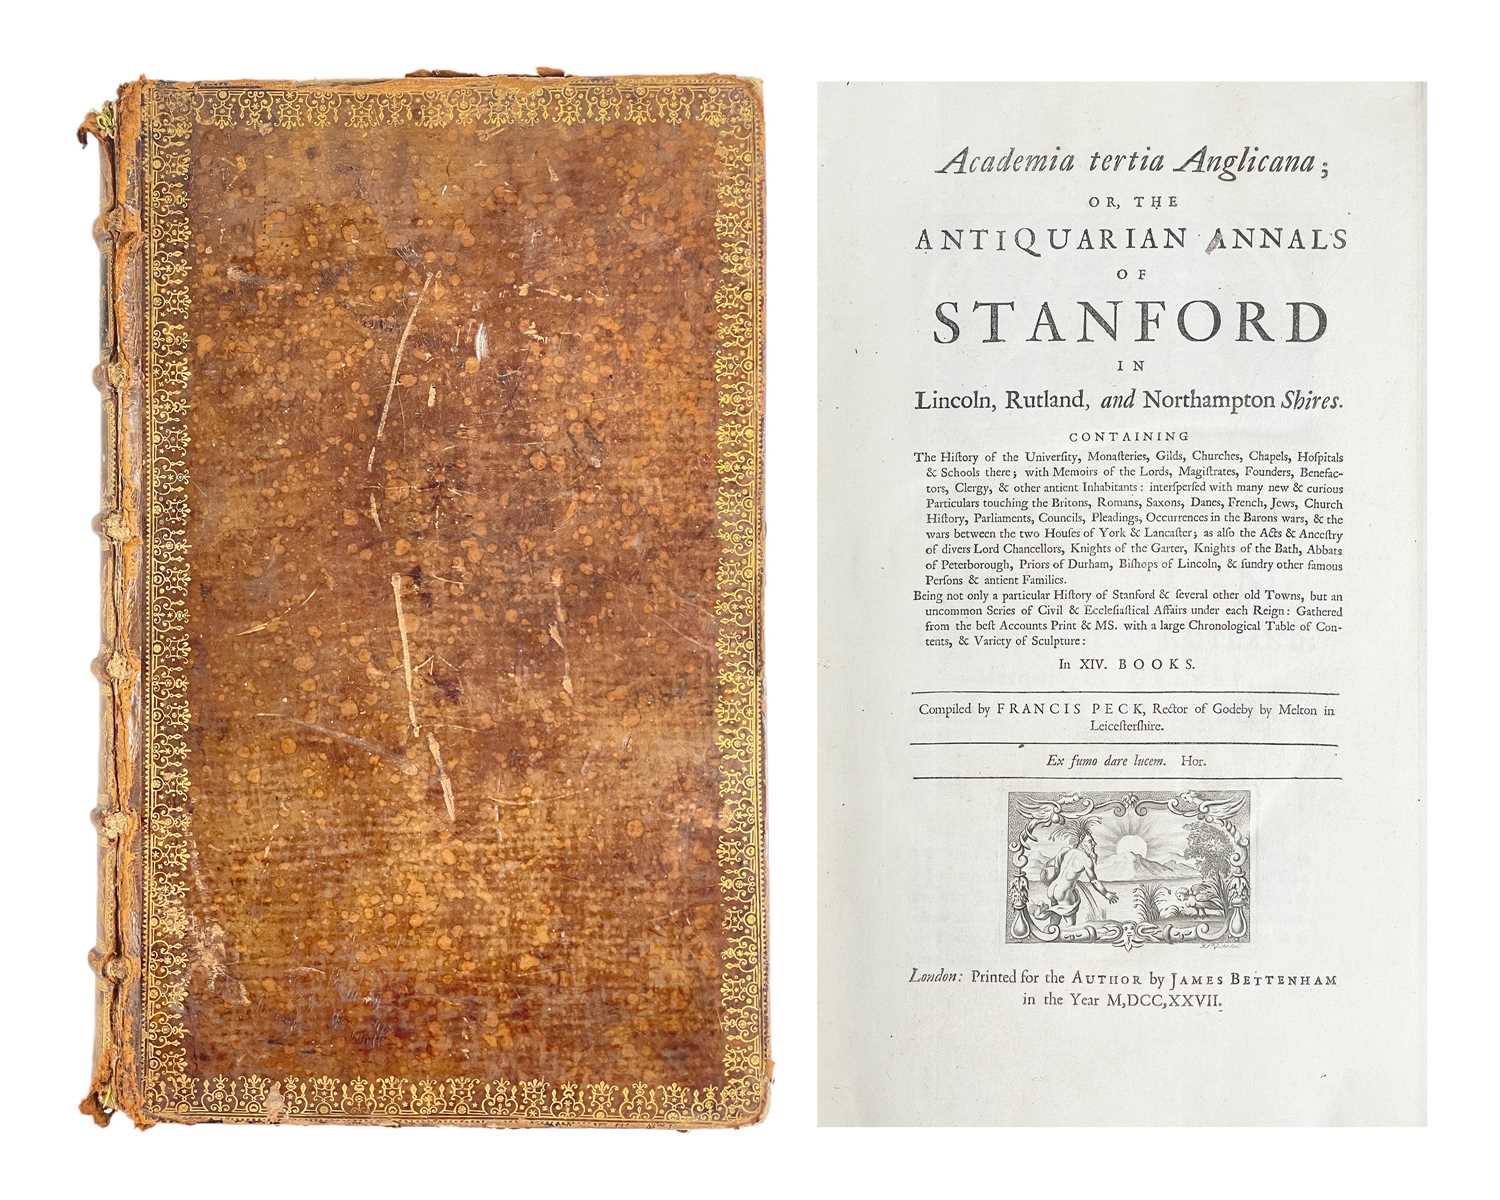 Academia tertia Anglicana;
OR, THE
ANTIQUARIAN ANNALS
OF
STANFORD
IN
Lincoln, Rutland, and Northampton Shires.
CONTAINING
The Hiſtory of the Univerſity, Monaſteries, Gilds, Churches, Chapels, Hoſpitals
& Schools there; with Memoirs of the Lords, Magiſtrates, Founders, Benefac-
tors, Clergy, & other antient Inhabitants: interſperſed with many new & curious
Particulars touching the Britons, Romans, Saxons, Danes, French, Jews, Church
Hiſtory, Parliaments, Councils, Pleadings, Occurrences in the Barons wars, & the
wars between the two Houſes of York & Lancaſter; as alſo the Acts & Anceſtry
of divers Lord Chancellors, Knights of the Garter, Knights of the Bath, Abbats
of Peterborough, Priors of Durham, Biſhops of Lincoln, & ſundry other famous
Perſons & antient Families.
Being not only a particular Hiſtory of Stanford & ſeveral other old Towns, but an
uncommon Series of Civil & Eccleſiaſtical Affairs under each Reign: Gathered
from the beſt Accounts Print & MS. with a large Chronological Table of Con-
tents, & Variety of Sculpture:
In XIV. BOOKS.
Compiled by FRANCIS PECK, Rector of Godeby by Melton in
Leiceſterſhire.
Ex fumo dare lucem. Hor.
London: Printed for the AUTHOR by JAMES BETTENHAM
in the Year M,DCC,XXVII.